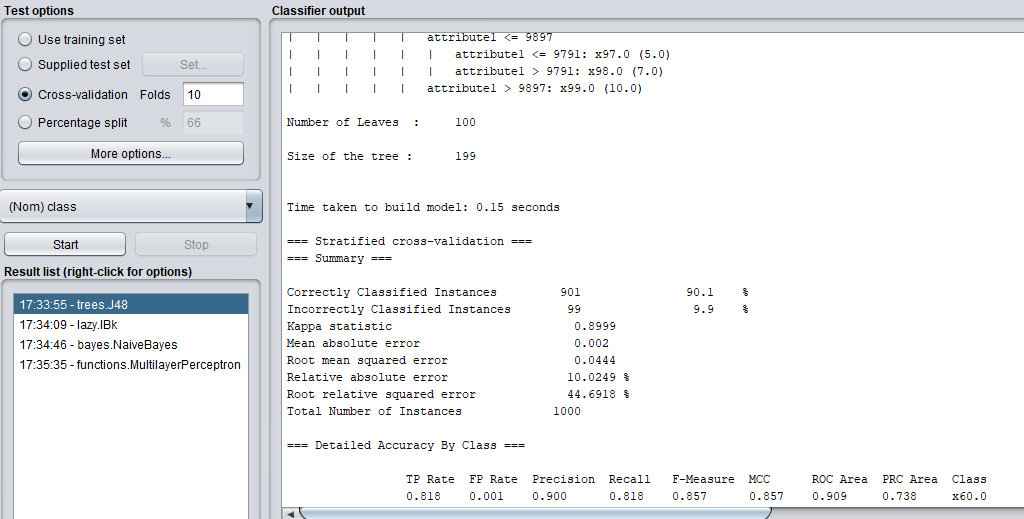 Test options
Use training set
Supplied test set Set...
Cross-validation Folds 10
Percentage split % 66
More options...
(Nom) class
Start Stop
Result list (right-click for options)
17:33:55 - trees.J48
17:34:09 - lazy.IBk
17:34:46 - bayes.NaiveBayes
17:35:35 - functions.MultilayerPerceptron
Classifier output
| | | | | attribute1 <= 9897
| | | | | | attribute1 <= 9791: x97.0 (5.0)
| | | | | | attribute1 > 9791: x98.0 (7.0)
| | | | | attribute1 > 9897: x99.0 (10.0)
Number of Leaves : 100
Size of the tree : 199
Time taken to build model: 0.15 seconds
=== Stratified cross-validation ===
=== Summary ===
Correctly Classified Instances 901 90.1 %
Incorrectly Classified Instances 99 9.9 %
Kappa statistic 0.8999
Mean absolute error 0.002
Root mean squared error 0.0444
Relative absolute error 10.0249 %
Root relative squared error 44.6918 %
Total Number of Instances 1000
=== Detailed Accuracy By Class ===
TP Rate FP Rate Precision Recall F-Measure MCC ROC Area PRC Area Class
0.818 0.001 0.900 0.818 0.857 0.857 0.909 0.738 x60.0